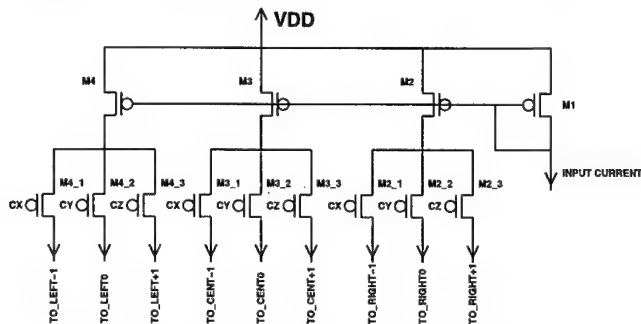 VDD
M4
M3
M2
M1
INPUT CURRENT
M4_1
M4_2
M4_3
M3_1
M3_2
M3_3
M2_1
M2_2
M2_3
CX
CY
CZ
CX
CY
CZ
CX
CY
CZ
TO_LEFT-1
TO_LEFT0
TO_LEFT+1
TO_CENT-1
TO_CENT0
TO_CENT+1
TO_RIGHT-1
TO_RIGHT0
TO_RIGHT+1